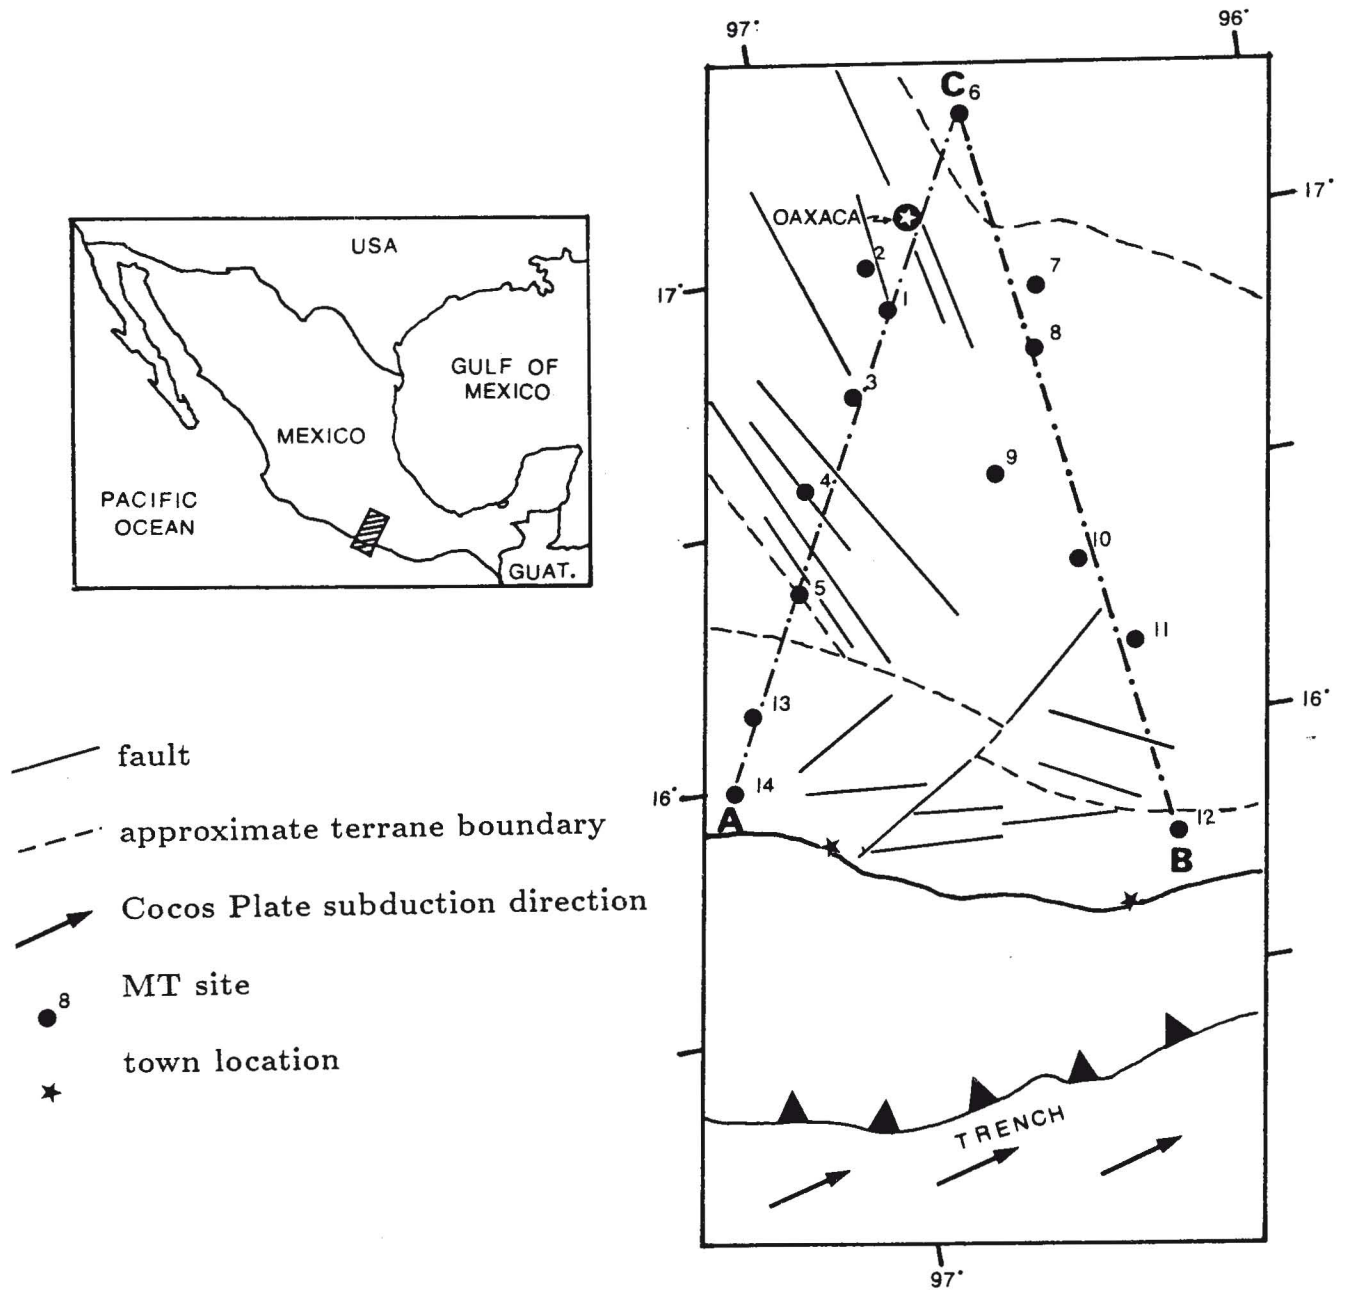 USA
GULF OF
MEXICO
MEXICO
PACIFIC
OCEAN
GUAT.
fault
approximate terrane boundary
Cocos Plate subduction direction
8
MT site
town location
97°
96°
C 6
17°
OAXACA
2
7
17°
1
8
3
9
4
10
5
11
13
16°
14
16°
A
12
B
TRENCH
97°